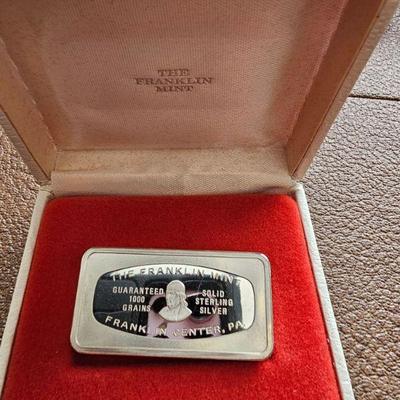 THE
FRANKLIN
MINT
THE FRANKLIN MINT
GUARANTEED
1000
GRAINS
SOLID
STERLING
SILVER
FRANKLIN CENTER, PA.